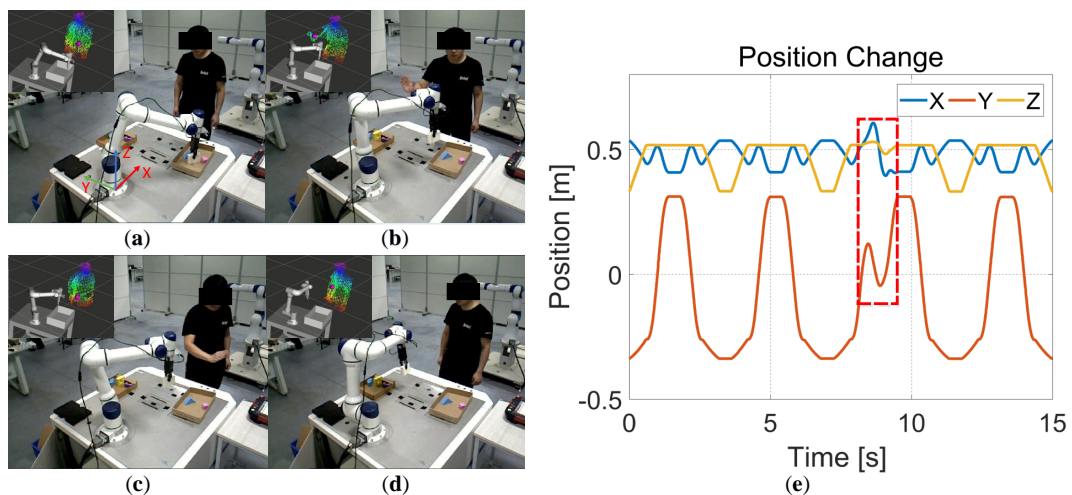 Z
Y
X
(a)
(b)
(c)
(d)
Position Change
X Y Z
0.5
0
-0.5
Position [m]
0 5 10 15
Time [s]
(e)